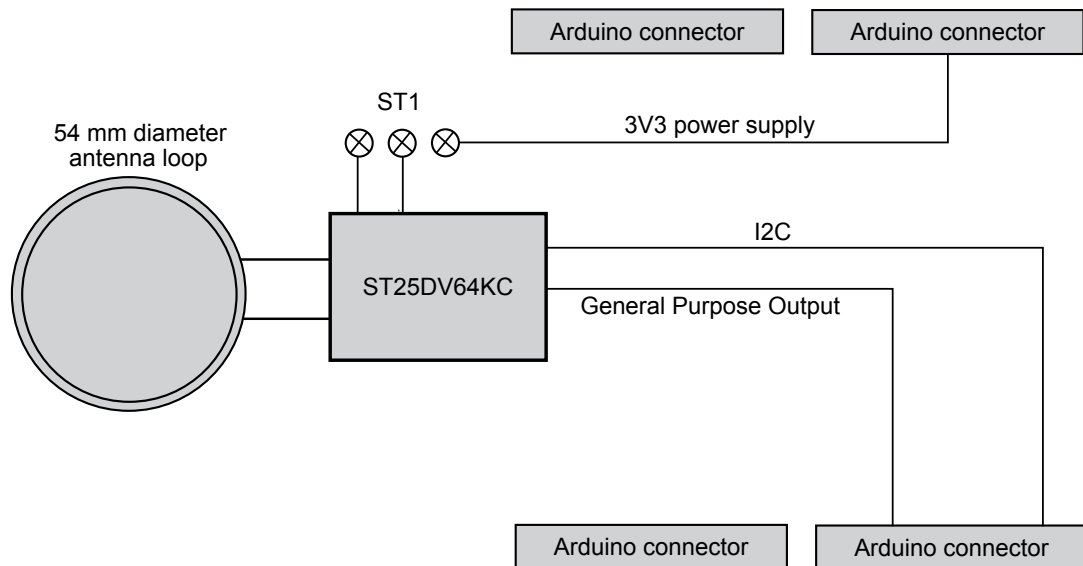 Arduino connector
Arduino connector
ST1
54 mm diameter
antenna loop
3V3 power supply
I2C
ST25DV64KC
General Purpose Output
Arduino connector
Arduino connector